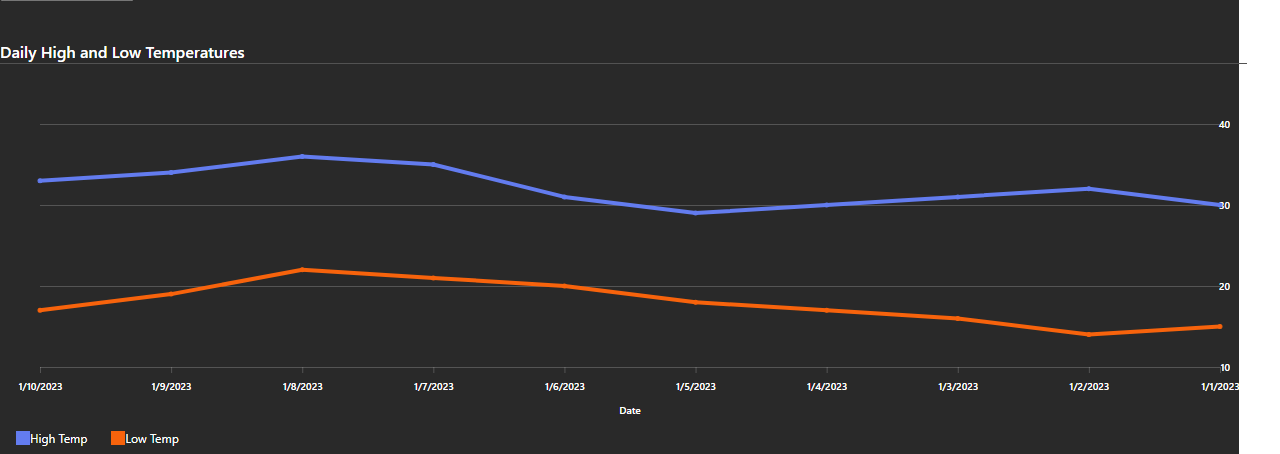 Daily High and Low Temperatures
40
30
20
10
1/10/2023 1/9/2023 1/8/2023 1/7/2023 1/6/2023 1/5/2023 1/4/2023 1/3/2023 1/2/2023 1/1/2023
Date
High Temp Low Temp